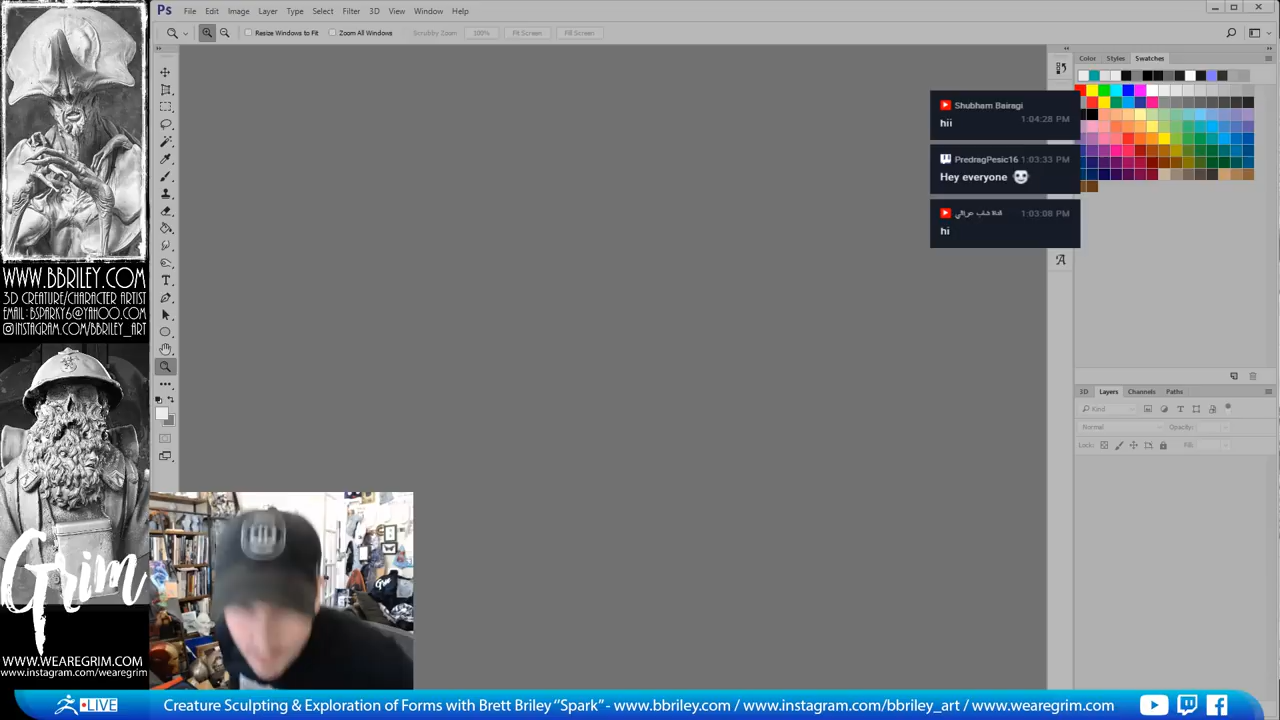 Ps File Edit Image Layer Type Select Filter 3D View Window Help
Resize Windows to Fit Zoom All Windows Scrubby Zoom 100% Fit Screen Fill Screen
Color Styles Swatches
Shubham Bairagi
hii 1:04:28 PM
PredragPesic16 1:03:33 PM
Hey everyone
1:03:08 PM
hi
WWW.BBRILEY.COM
3D CREATURE/CHARACTER ARTIST
EMAIL: BSPARKY6@YAHOO.COM
INSTAGRAM.COM/BBRILEY_ART
3D Layers Channels Paths
Kind
Normal Opacity:
Lock: Fill:
Grim
WWW.WEAREGRIM.COM
www.instagram.com/wearegrim
LIVE Creature Sculpting & Exploration of Forms with Brett Briley "Spark" - www.bbriley.com / www.instagram.com/bbriley_art / www.wearegrim.com